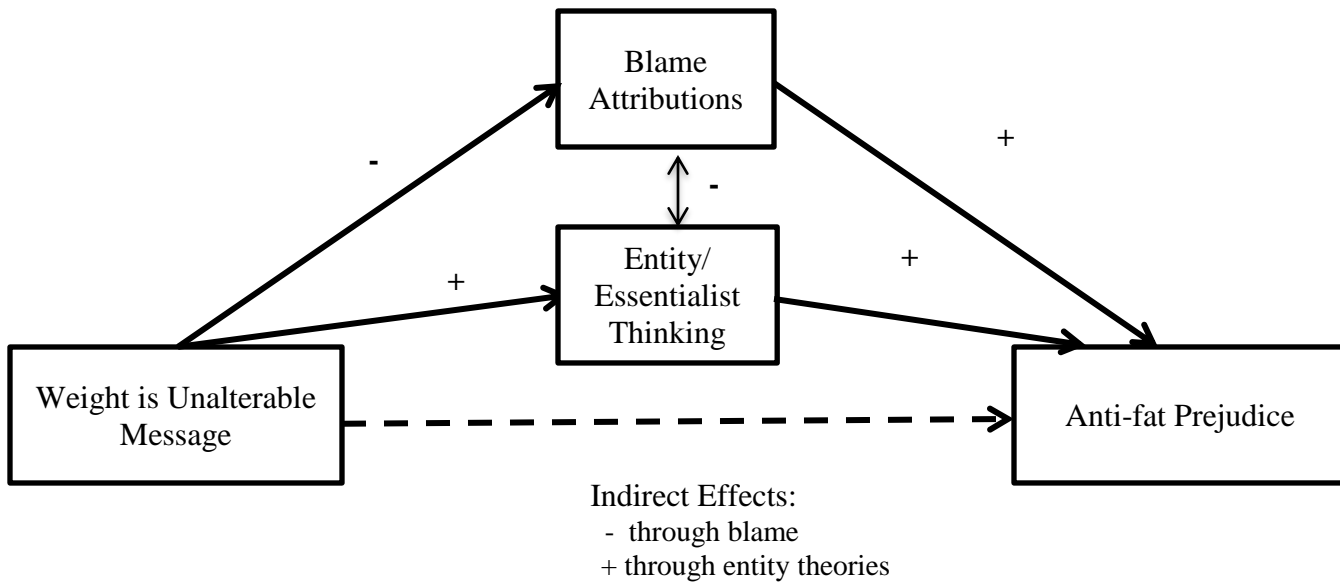 Blame
Attributions
+
-
-
Entity/
Essentialist
Thinking
+
+
Weight is Unalterable
Message
Anti-fat Prejudice
Indirect Effects:
- through blame
+ through entity theories